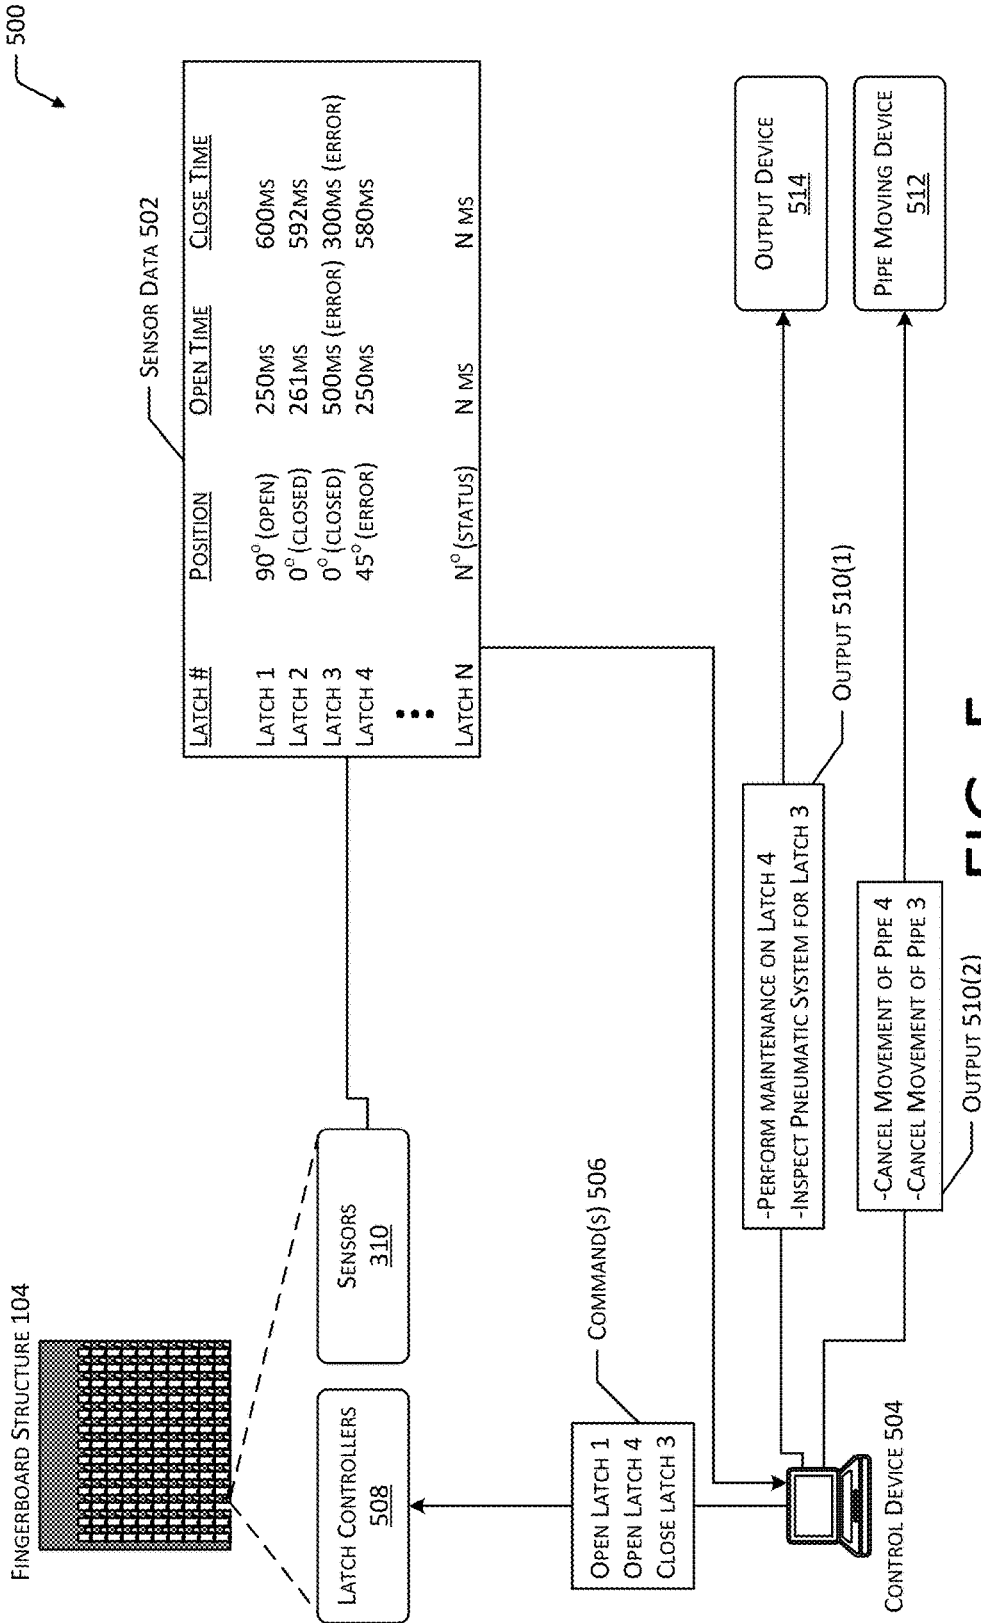 500
FINGERBOARD STRUCTURE 104
LATCH CONTROLLERS
508
SENSORS
310
SENSOR DATA 502
LATCH # POSITION OPEN TIME CLOSE TIME
LATCH 1 90° (OPEN) 250MS 600MS
LATCH 2 0° (CLOSED) 261MS 592MS
LATCH 3 0° (CLOSED) 500MS (ERROR) 300MS (ERROR)
LATCH 4 45° (ERROR) 250MS 580MS
LATCH N N° (STATUS) N MS N MS
COMMAND(S) 506
OPEN LATCH 1
OPEN LATCH 4
CLOSE LATCH 3
CONTROL DEVICE 504
-PERFORM MAINTENANCE ON LATCH 4
-INSPECT PNEUMATIC SYSTEM FOR LATCH 3
OUTPUT 510(1)
OUTPUT DEVICE
514
-CANCEL MOVEMENT OF PIPE 4
-CANCEL MOVEMENT OF PIPE 3
OUTPUT 510(2)
PIPE MOVING DEVICE
512